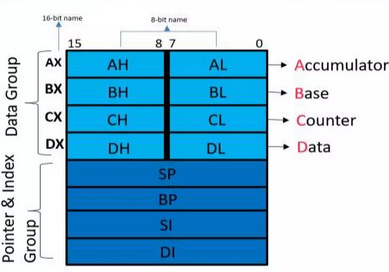 16-bit name
8-bit name
15 8 7 0
AX AH AL Accumulator
BX BH BL Base
CX CH CL Counter
DX DH DL Data
SP
BP
SI
DI
Data Group
Pointer & Index
Group